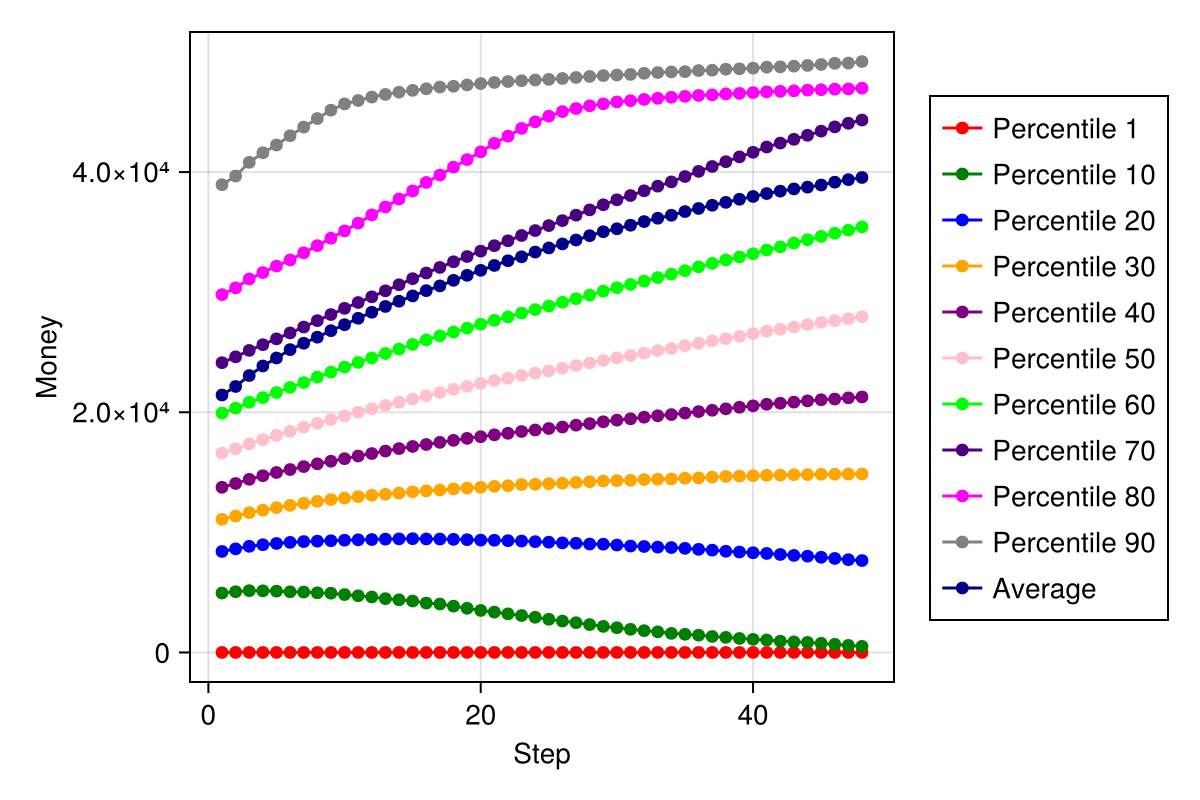 Money
4.0×10⁴
2.0×10⁴
0
0
20
40
Step
Percentile 1
Percentile 10
Percentile 20
Percentile 30
Percentile 40
Percentile 50
Percentile 60
Percentile 70
Percentile 80
Percentile 90
Average